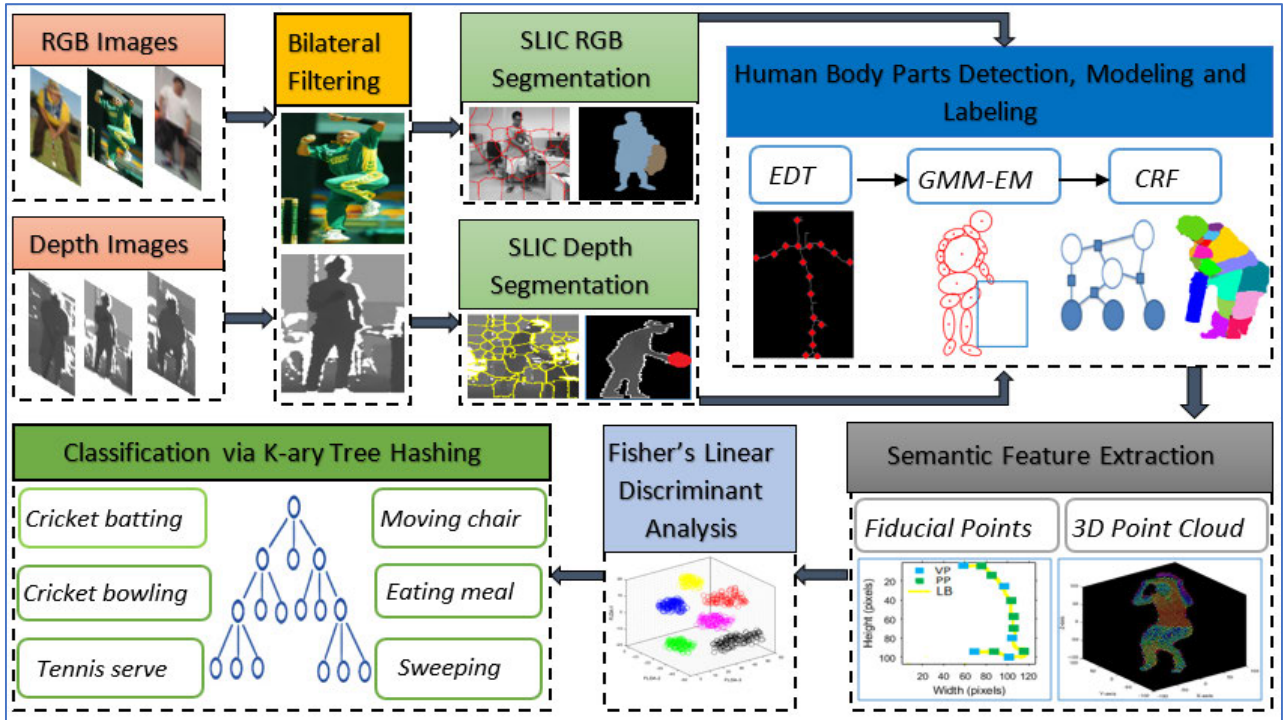 RGB Images
Bilateral
Filtering
SLIC RGB
Segmentation
Human Body Parts Detection, Modeling and
Labeling
EDT
GMM-EM
CRF
Depth Images
SLIC Depth
Segmentation
Classification via K-ary Tree Hashing
Cricket batting
Moving chair
Cricket bowling
Eating meal
Tennis serve
Sweeping
Fisher's Linear
Discriminant
Analysis
Semantic Feature Extraction
Fiducial Points
3D Point Cloud
VP
PP
LB
Height (pixels)
0
20
40
60
80
100
20 40 60 80 100 120
Width (pixels)